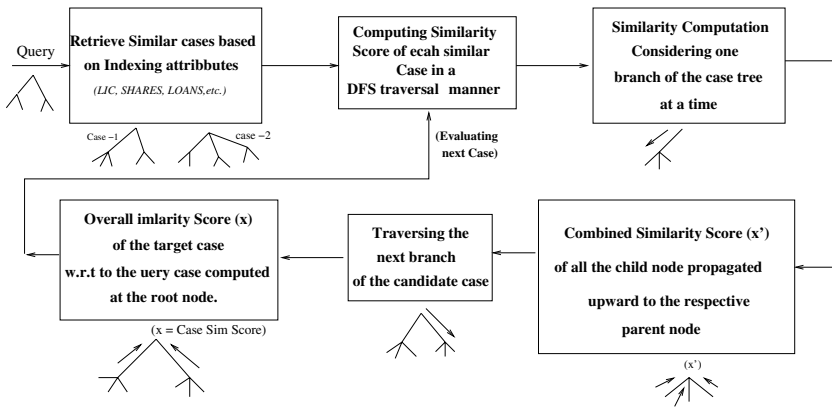 Query
Retrieve Similar cases based
on Indexing attribbutes
(LIC, SHARES, LOANS,etc.)
Case -1
case -2
Computing Similarity
Score of ecah similar
Case in a
DFS traversal manner
(Evaluating
next Case)
Similarity Computation
Considering one
branch of the case tree
at a time
Overall imlarity Score (x)
of the target case
w.r.t to the uery case computed
at the root node.
(x = Case Sim Score)
Traversing the
next branch
of the candidate case
Combined Similarity Score (x')
of all the child node propagated
upward to the respective
parent node
(x')